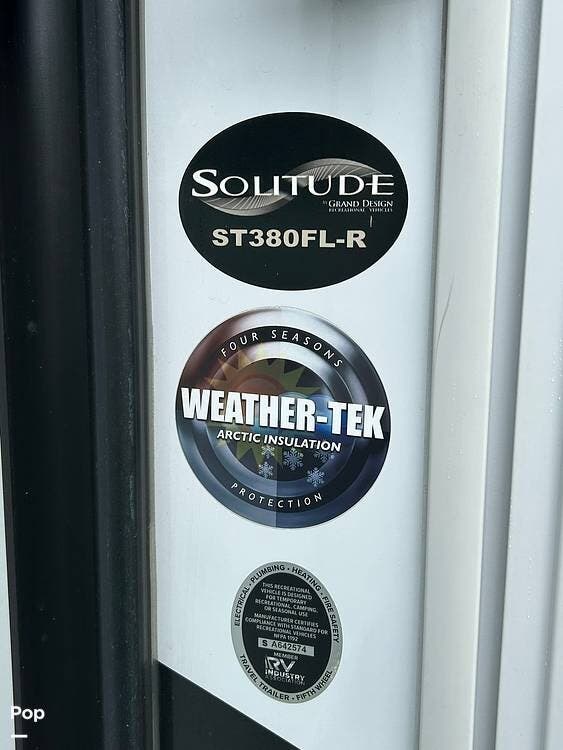 SOLITUDE
BY GRAND DESIGN
RECREATIONAL VEHICLES
ST380FL-R
FOUR SEASONS
WEATHER-TEK
ARCTIC INSULATION
PROTECTION
ELECTRICAL · PLUMBING · HEATING · FIRE SAFETY
THIS RECREATIONAL
VEHICLE IS DESIGNED
FOR TEMPORARY
RECREATIONAL, CAMPING,
OR SEASONAL USE
MANUFACTURER CERTIFIES
COMPLIANCE WITH STANDARD FOR
RECREATIONAL VEHICLES
NFPA 1192
S A642574
MEMBER
RV
INDUSTRY
ASSOCIATION
TRAVEL TRAILER · FIFTH WHEEL
Pop